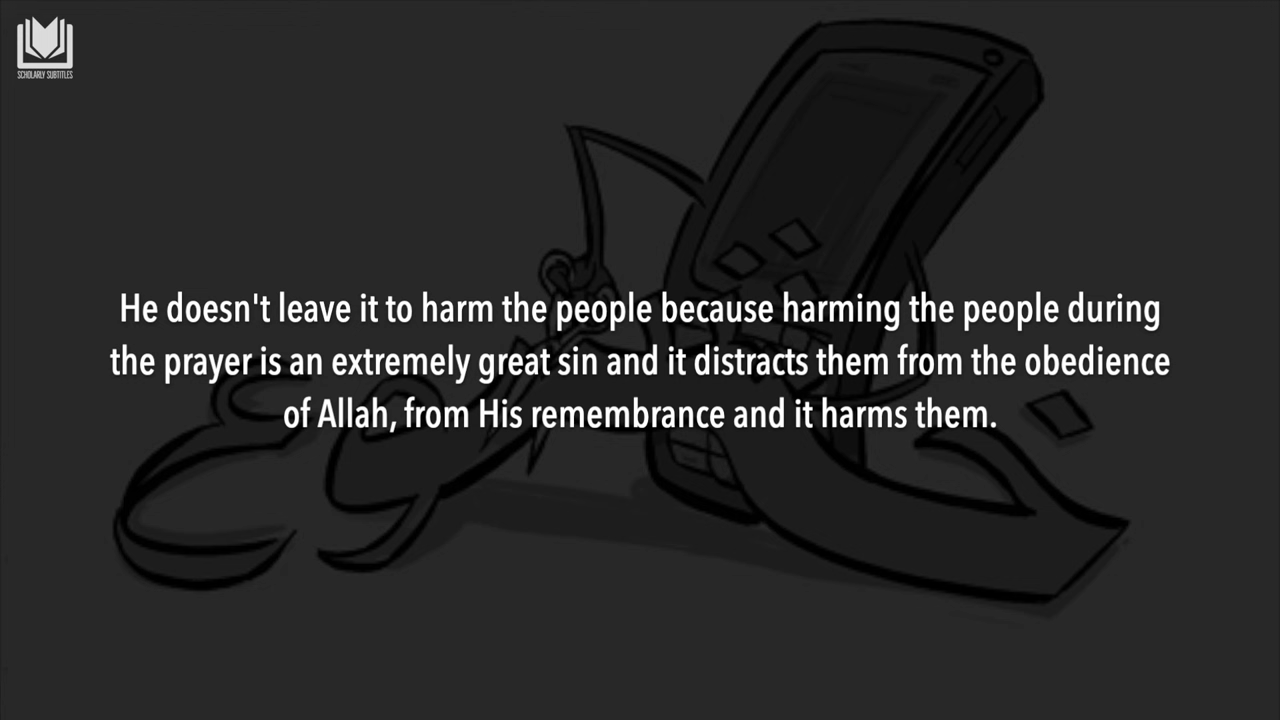 SCHOLARLY SUBTITLES
He doesn't leave it to harm the people because harming the people during
the prayer is an extremely great sin and it distracts them from the obedience
of Allah, from His remembrance and it harms them.